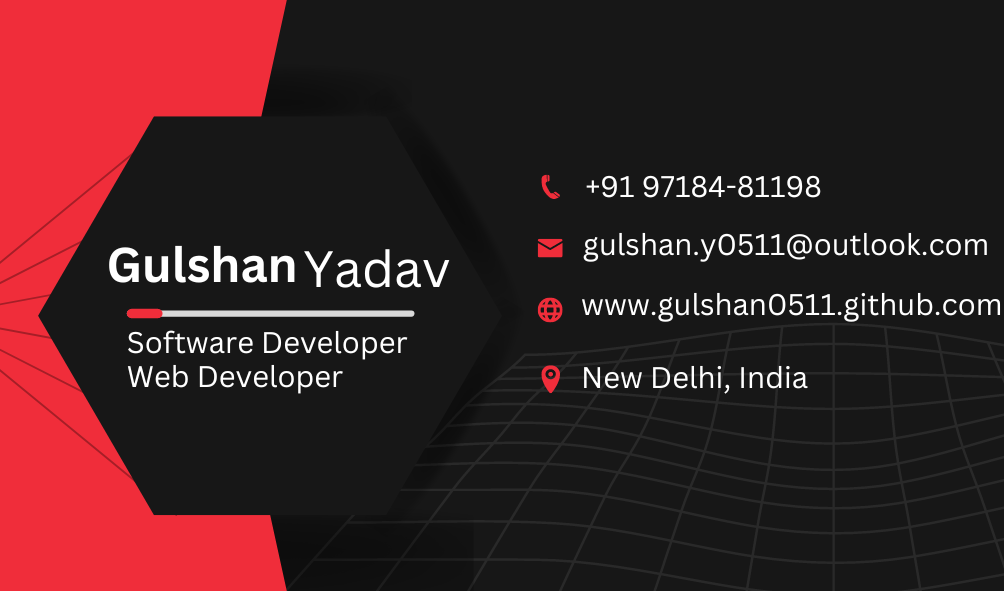 Gulshan Yadav
Software Developer
Web Developer
+91 97184-81198
gulshan.y0511@outlook.com
www.gulshan0511.github.com
New Delhi, India